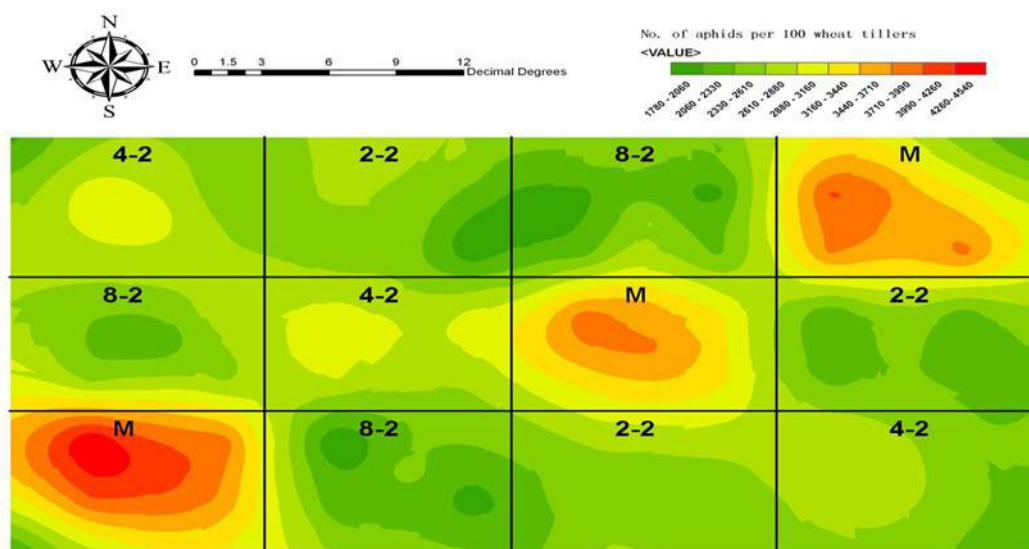 N
W E
S
0 1.5 3 6 9 12
Decimal Degrees
No. of aphids per 100 wheat tillers
<VALUE>
1780 - 2060
2060 - 2330
2330 - 2610
2610 - 2880
2880 - 3160
3160 - 3440
3440 - 3710
3710 - 3990
3990 - 4260
4260- 4540
4-2 2-2 8-2 M
8-2 4-2 M 2-2
M 8-2 2-2 4-2